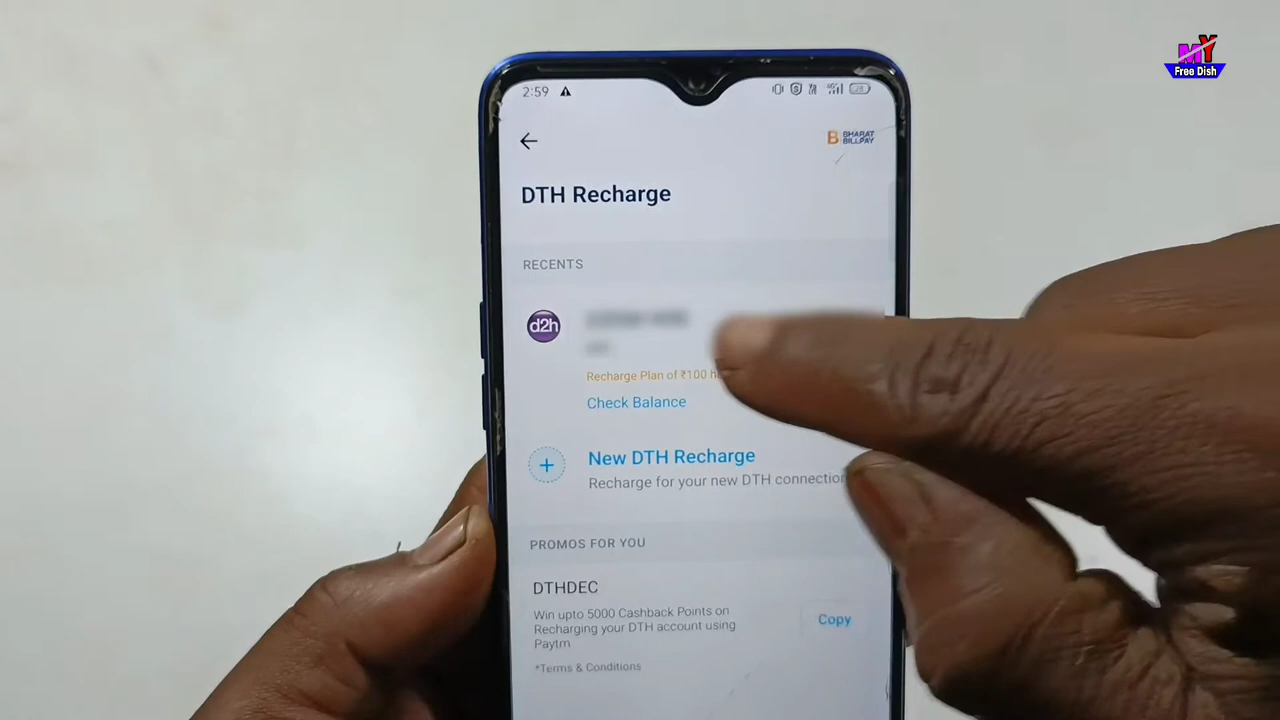 MY
Free Dish
2:59
BHARAT
BILLPAY
DTH Recharge
RECENTS
d2h
Recharge Plan of ₹100
Check Balance
New DTH Recharge
Recharge for your new DTH connection
PROMOS FOR YOU
DTHDEC
Win upto 5000 Cashback Points on
Recharging your DTH account using
Paytm
Copy
*Terms & Conditions